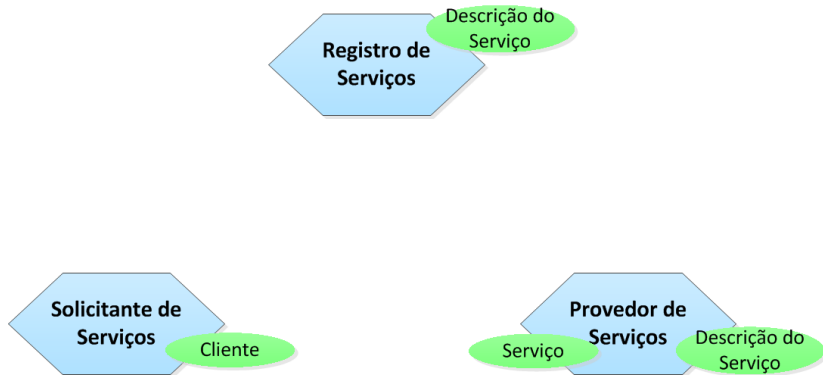 Descrição do
Serviço
Registro de
Serviços
Solicitante de
Serviços
Cliente
Provedor de
Serviços
Serviço
Descrição do
Serviço